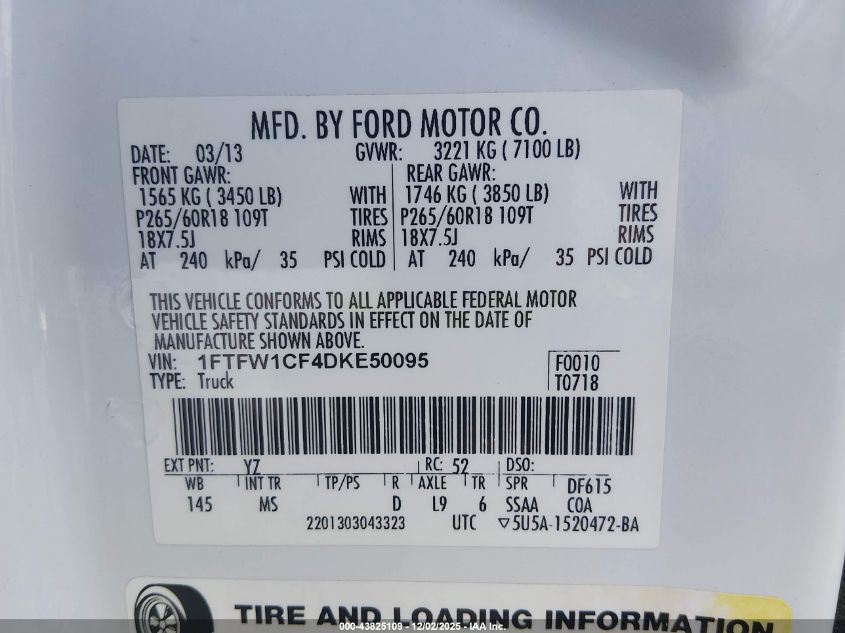 MFD. BY FORD MOTOR CO.
DATE: 03/13 GVWR: 3221 KG ( 7100 LB)
FRONT GAWR: REAR GAWR:
1565 KG ( 3450 LB) WITH 1746 KG ( 3850 LB) WITH
P265/60R18 109T TIRES P265/60R18 109T TIRES
18X7.5J RIMS 18X7.5J RIMS
AT 240 kPa/ 35 PSI COLD AT 240 kPa/ 35 PSI COLD
THIS VEHICLE CONFORMS TO ALL APPLICABLE FEDERAL MOTOR
VEHICLE SAFETY STANDARDS IN EFFECT ON THE DATE OF
MANUFACTURE SHOWN ABOVE.
VIN: 1FTFW1CF4DKE50095 F0010
TYPE: Truck T0718
EXT PNT: YZ RC: 52 DSO:
WB INT TR TP/PS R AXLE TR SPR DF615
145 MS D L9 6 SSAA COA
2201303043323 UTC ▽5U5A-1520472-BA
TIRE AND LOADING INFORMATION
000-43825109 - 12/02/2025 - IAA Inc.